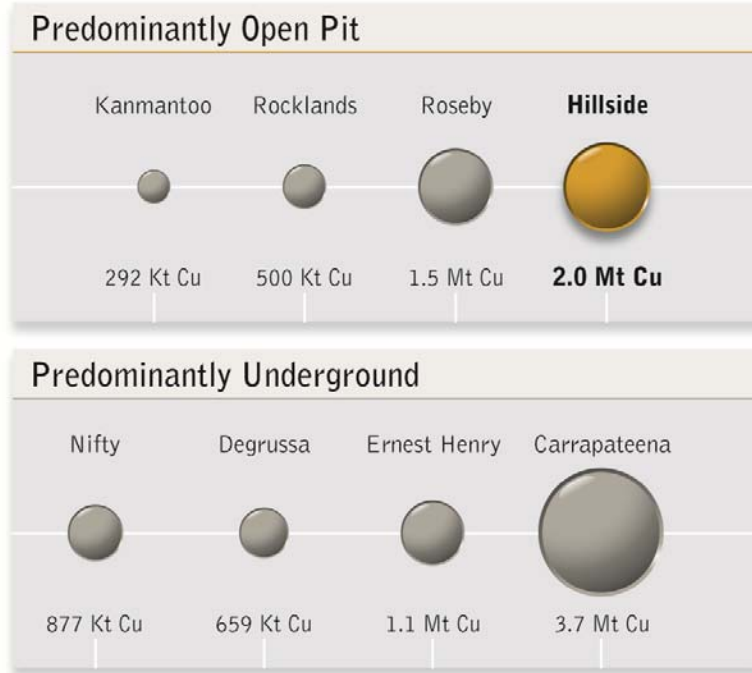 Predominantly Open Pit
Kanmantoo Rocklands Roseby Hillside
292 Kt Cu 500 Kt Cu 1.5 Mt Cu 2.0 Mt Cu
Predominantly Underground
Nifty Degrussa Ernest Henry Carrapateena
877 Kt Cu 659 Kt Cu 1.1 Mt Cu 3.7 Mt Cu